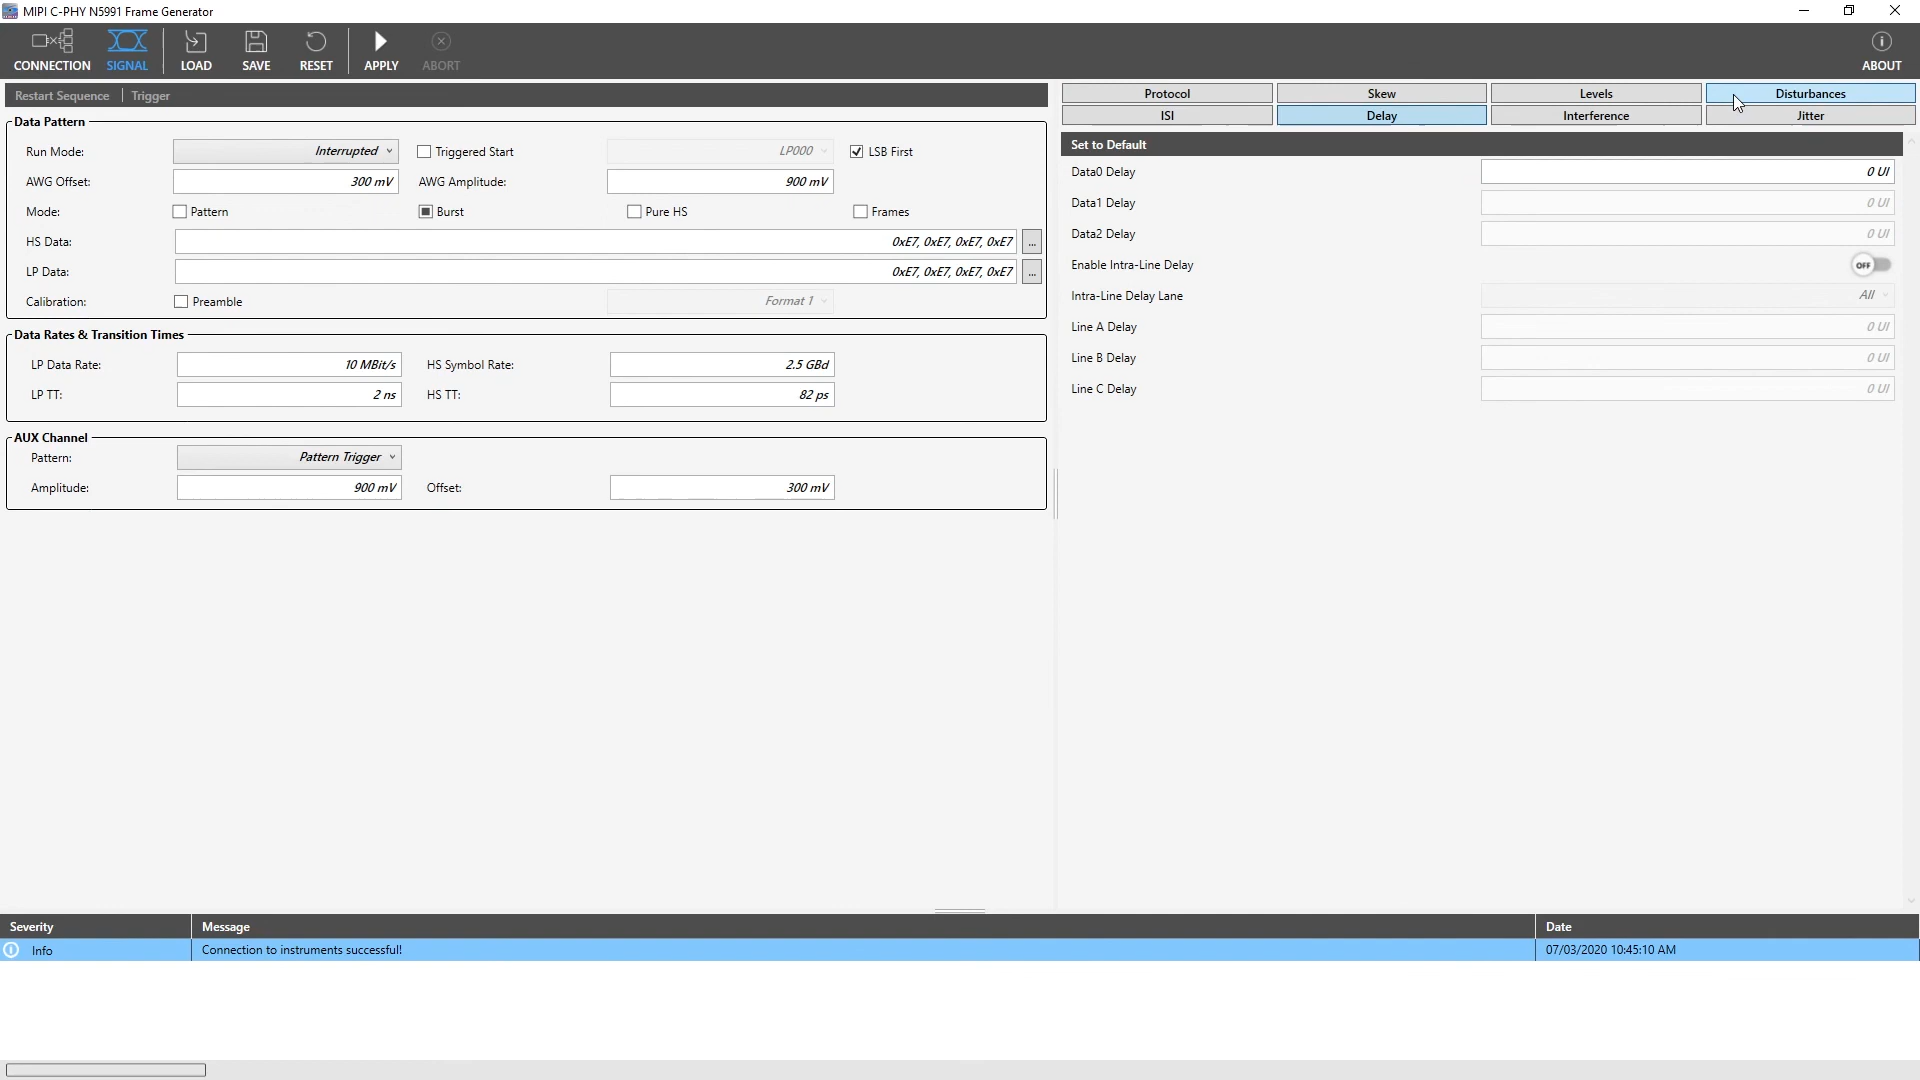 MIPI C-PHY N5991 Frame Generator
CONNECTION SIGNAL LOAD SAVE RESET APPLY ABORT ABOUT
Restart Sequence Trigger
Protocol Skew Levels Disturbances
ISI Delay Interference Jitter
Data Pattern
Run Mode: Interrupted Triggered Start LP000 LSB First
AWG Offset: 300 mV AWG Amplitude: 900 mV
Mode: Pattern Burst Pure HS Frames
HS Data: 0xE7, 0xE7, 0xE7, 0xE7 ...
LP Data: 0xE7, 0xE7, 0xE7, 0xE7 ...
Calibration: Preamble Format 1
Data Rates & Transition Times
LP Data Rate: 10 MBit/s HS Symbol Rate: 2.5 GBd
LP TT: 2 ns HS TT: 82 ps
AUX Channel
Pattern: Pattern Trigger
Amplitude: 900 mV Offset: 300 mV
Set to Default
Data0 Delay 0 UI
Data1 Delay 0 UI
Data2 Delay 0 UI
Enable Intra-Line Delay OFF
Intra-Line Delay Lane All
Line A Delay 0 UI
Line B Delay 0 UI
Line C Delay 0 UI
Severity Message Date
Info Connection to instruments successful! 07/03/2020 10:45:10 AM